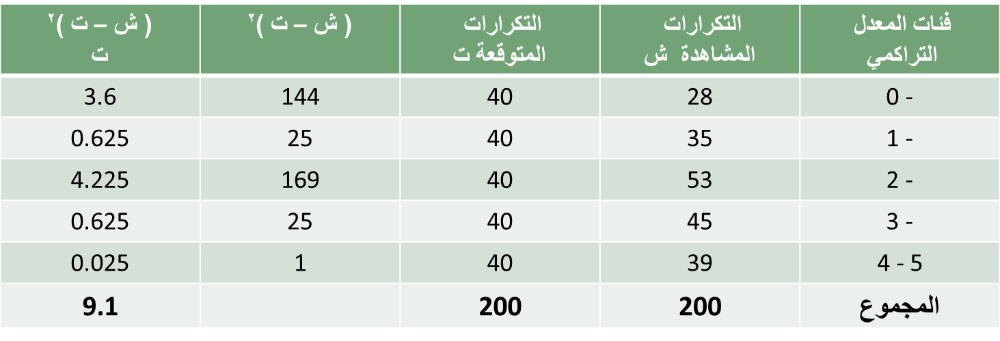 فئات المعدل التراكمي | التكرارات المشاهدة ش | التكرارات المتوقعة ت | ( ش – ت )٢ | ( ش – ت )٢ ت
0 - | 28 | 40 | 144 | 3.6
1 - | 35 | 40 | 25 | 0.625
2 - | 53 | 40 | 169 | 4.225
3 - | 45 | 40 | 25 | 0.625
4 - 5 | 39 | 40 | 1 | 0.025
المجموع | 200 | 200 | | 9.1